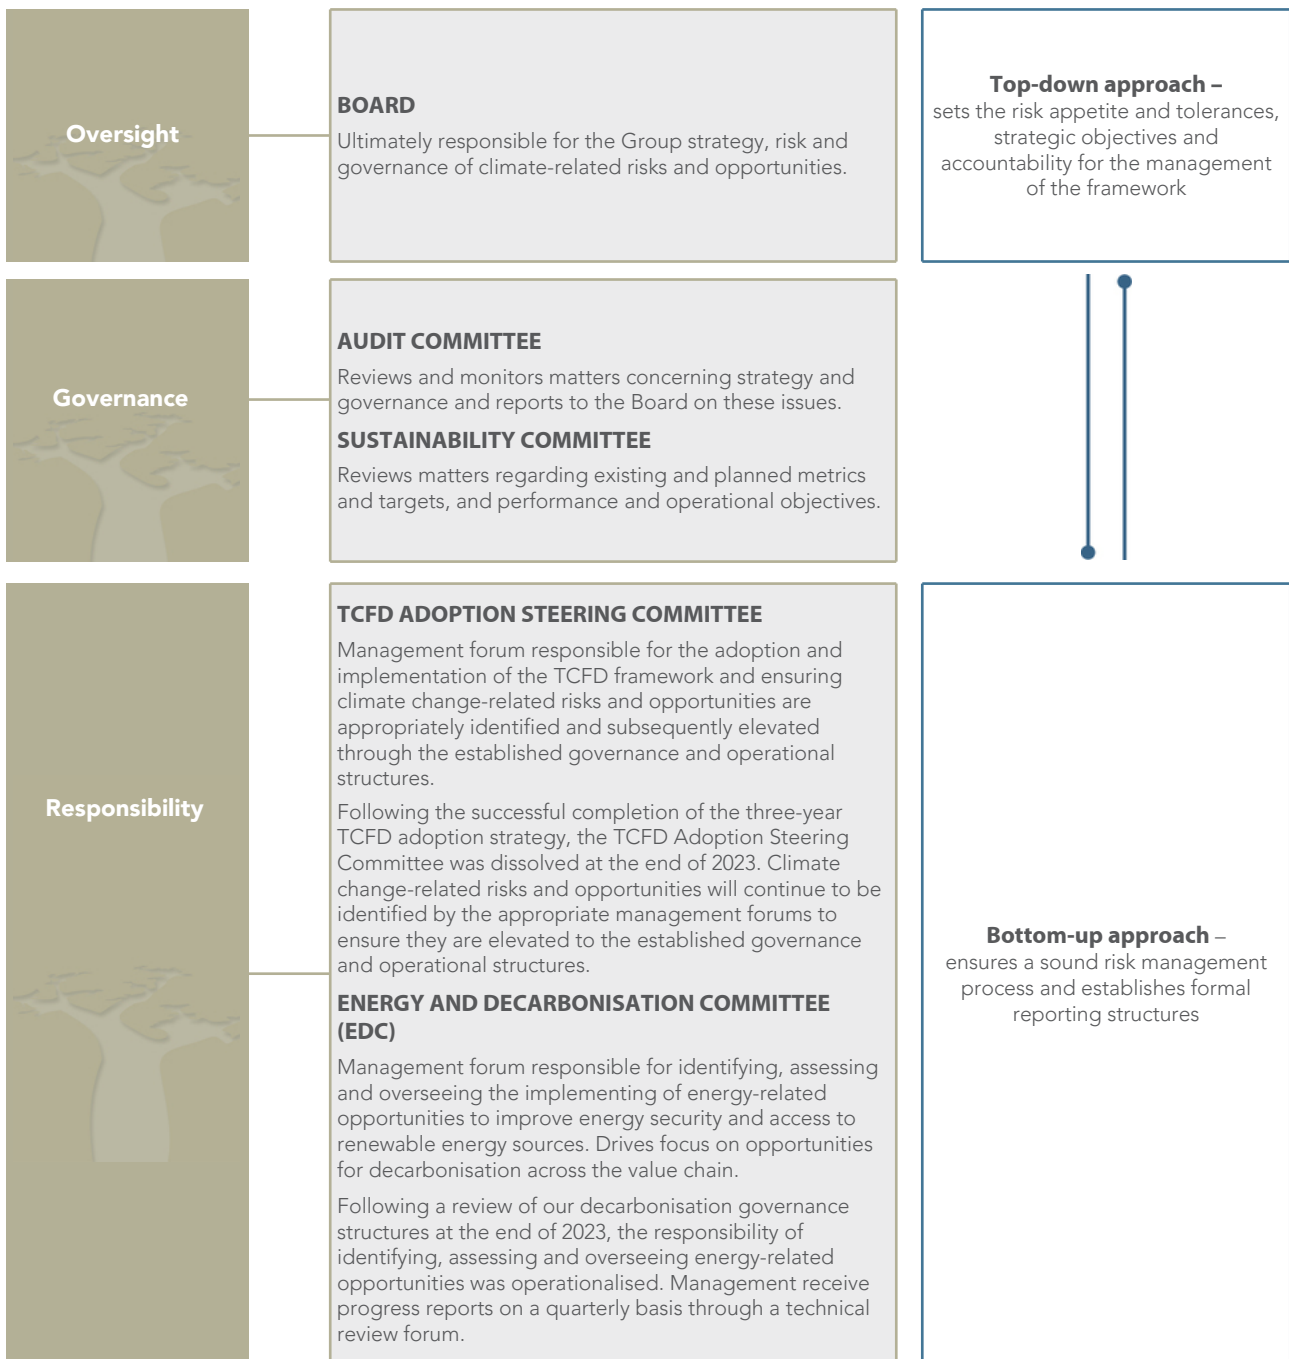 Oversight
BOARD
Ultimately responsible for the Group strategy, risk and
governance of climate-related risks and opportunities.
Top-down approach –
sets the risk appetite and tolerances,
strategic objectives and
accountability for the management
of the framework
Governance
AUDIT COMMITTEE
Reviews and monitors matters concerning strategy and
governance and reports to the Board on these issues.
SUSTAINABILITY COMMITTEE
Reviews matters regarding existing and planned metrics
and targets, and performance and operational objectives.
Responsibility
TCFD ADOPTION STEERING COMMITTEE
Management forum responsible for the adoption and
implementation of the TCFD framework and ensuring
climate change-related risks and opportunities are
appropriately identified and subsequently elevated
through the established governance and operational
structures.
Following the successful completion of the three-year
TCFD adoption strategy, the TCFD Adoption Steering
Committee was dissolved at the end of 2023. Climate
change-related risks and opportunities will continue to be
identified by the appropriate management forums to
ensure they are elevated to the established governance
and operational structures.
ENERGY AND DECARBONISATION COMMITTEE
(EDC)
Management forum responsible for identifying, assessing
and overseeing the implementing of energy-related
opportunities to improve energy security and access to
renewable energy sources. Drives focus on opportunities
for decarbonisation across the value chain.
Following a review of our decarbonisation governance
structures at the end of 2023, the responsibility of
identifying, assessing and overseeing energy-related
opportunities was operationalised. Management receive
progress reports on a quarterly basis through a technical
review forum.
Bottom-up approach –
ensures a sound risk management
process and establishes formal
reporting structures